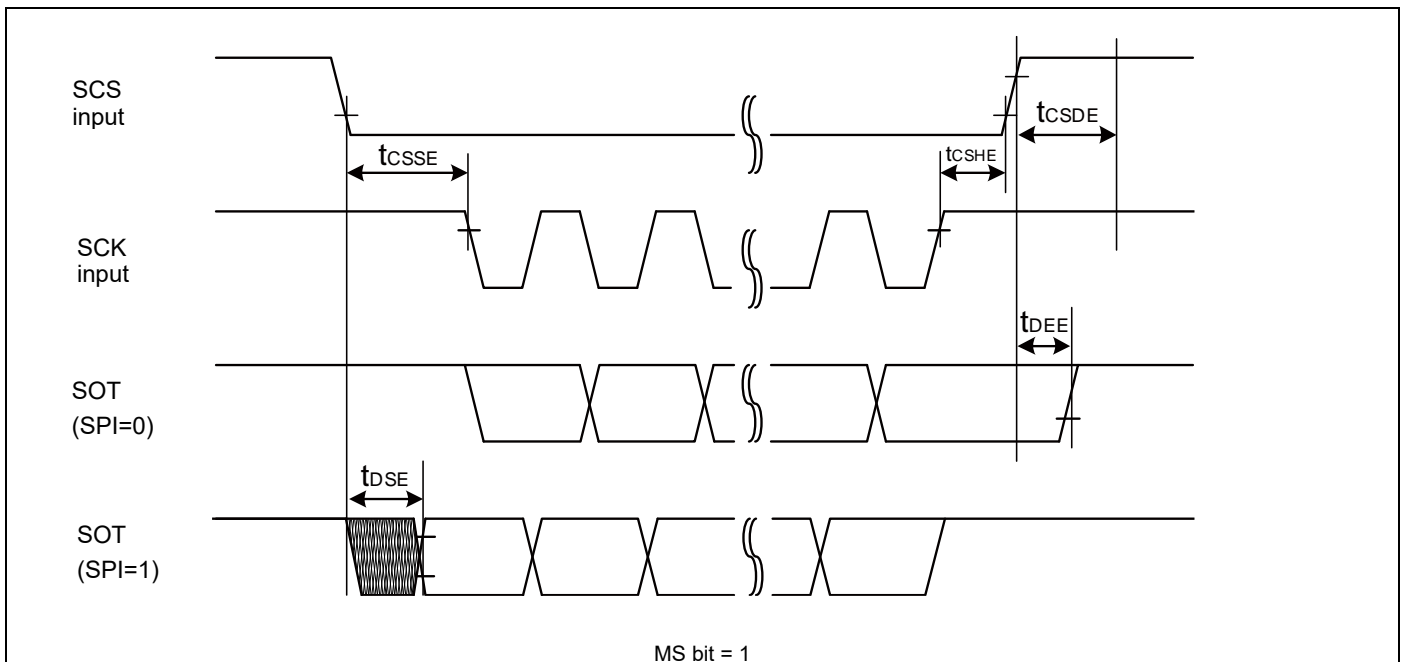 SCS
input
tCSDE
tCSSE
tCSHE
SCK
input
tDEE
SOT
(SPI=0)
tDSE
SOT
(SPI=1)
MS bit = 1